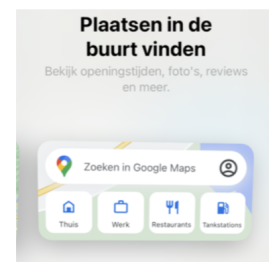 Plaatsen in de
buurt vinden
Bekijk openingstijden, foto's, reviews
en meer.
Zoeken in Google Maps
Thuis
Werk
Restaurants
Tankstations